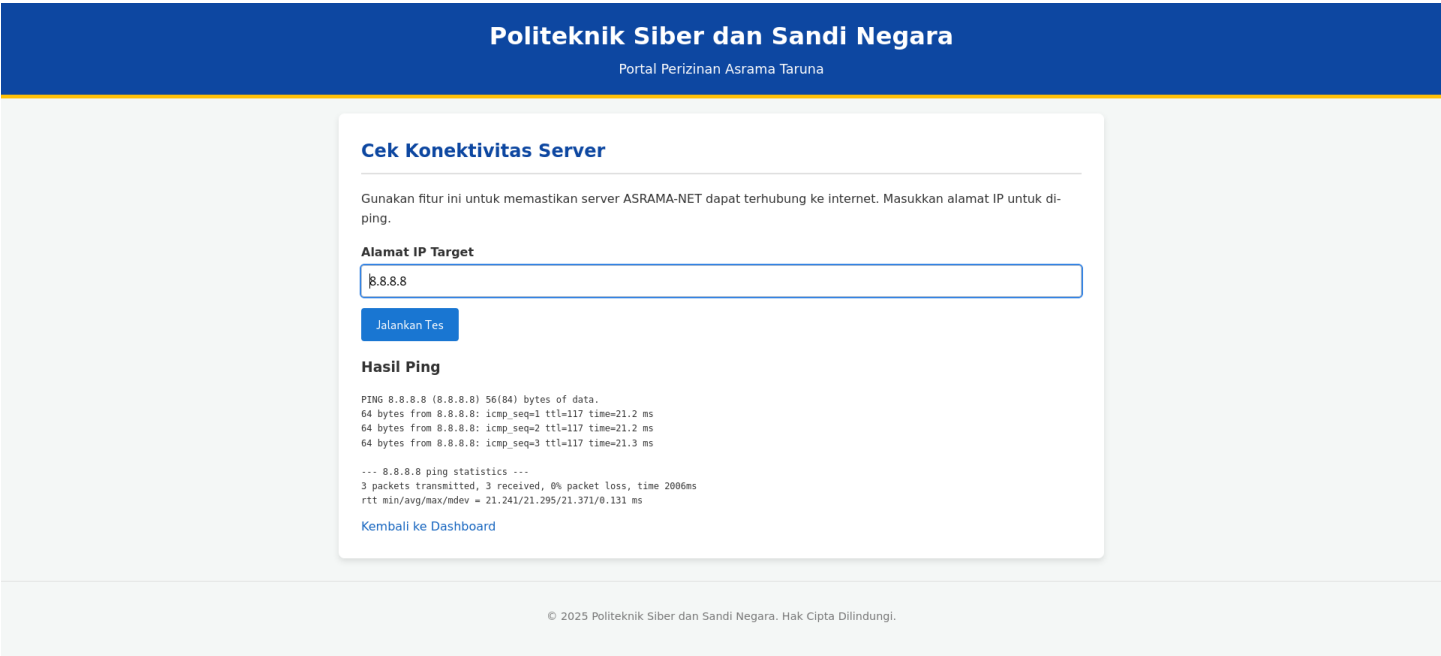 Politeknik Siber dan Sandi Negara
Portal Perizinan Asrama Taruna
Cek Konektivitas Server
Gunakan fitur ini untuk memastikan server ASRAMA-NET dapat terhubung ke internet. Masukkan alamat IP untuk di-
ping.
Alamat IP Target
8.8.8.8
Jalankan Tes
Hasil Ping
PING 8.8.8.8 (8.8.8.8) 56(84) bytes of data.
64 bytes from 8.8.8.8: icmp_seq=1 ttl=117 time=21.2 ms
64 bytes from 8.8.8.8: icmp_seq=2 ttl=117 time=21.2 ms
64 bytes from 8.8.8.8: icmp_seq=3 ttl=117 time=21.3 ms
--- 8.8.8.8 ping statistics ---
3 packets transmitted, 3 received, 0% packet loss, time 2006ms
rtt min/avg/max/mdev = 21.241/21.295/21.371/0.131 ms
Kembali ke Dashboard
© 2025 Politeknik Siber dan Sandi Negara. Hak Cipta Dilindungi.